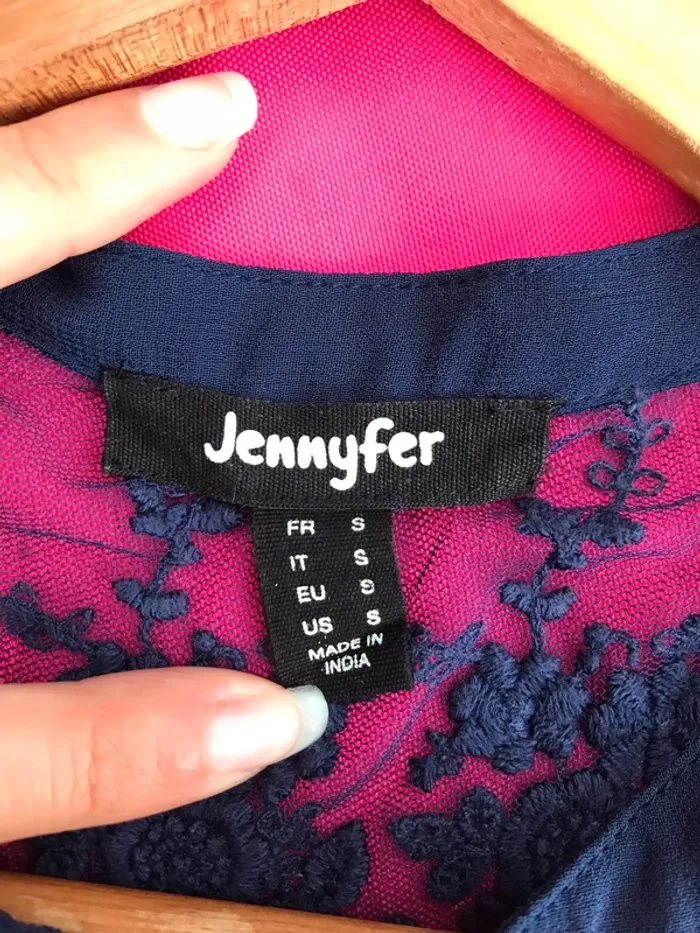 Jennyfer
FR S
IT S
EU S
US S
MADE IN
INDIA